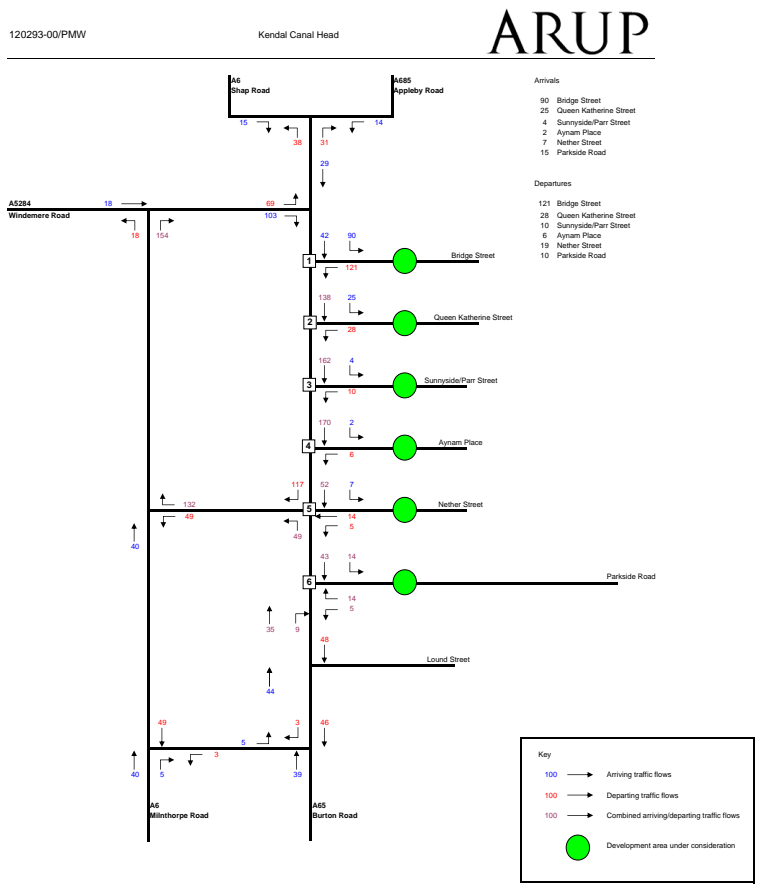 120293-00/PMW
Kendal Canal Head
ARUP
A6
Shap Road
A685
Appleby Road
Arrivals
90 Bridge Street
25 Queen Katherine Street
4 Sunnyside/Parr Street
2 Aynam Place
7 Nether Street
15 Parkside Road
Departures
121 Bridge Street
28 Queen Katherine Street
10 Sunnyside/Parr Street
6 Aynam Place
19 Nether Street
10 Parkside Road
15 14
38 31
29
A5284
Windemere Road
18 69
103
18 154
42 90
1 Bridge Street
121
138 25
2 Queen Katherine Street
28
162 4
3 Sunnyside/Parr Street
10
170 2
4 Aynam Place
6
117 52 7
132 5 Nether Street
49 14
49 5
40
43 14
6 Parkside Road
14
5
35 9
48
Lound Street
44
49 3 46
5
3
40 5 39
A6
Milnthorpe Road
A65
Burton Road
Key
100 Arriving traffic flows
100 Departing traffic flows
100 Combined arriving/departing traffic flows
Development area under consideration